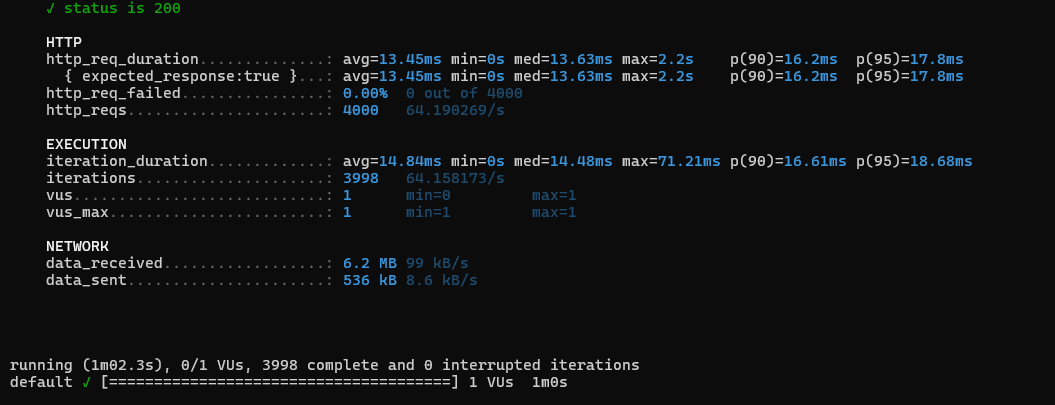 ✓ status is 200
HTTP
http_req_duration..............: avg=13.45ms min=0s med=13.63ms max=2.2s p(90)=16.2ms p(95)=17.8ms
{ expected_response:true }...: avg=13.45ms min=0s med=13.63ms max=2.2s p(90)=16.2ms p(95)=17.8ms
http_req_failed................: 0.00% 0 out of 4000
http_reqs......................: 4000 64.190269/s
EXECUTION
iteration_duration.............: avg=14.84ms min=0s med=14.48ms max=71.21ms p(90)=16.61ms p(95)=18.68ms
iterations.....................: 3998 64.158173/s
vus............................: 1 min=0 max=1
vus_max........................: 1 min=1 max=1
NETWORK
data_received..................: 6.2 MB 99 kB/s
data_sent......................: 536 kB 8.6 kB/s
running (1m02.3s), 0/1 VUs, 3998 complete and 0 interrupted iterations
default ✓ [======================================] 1 VUs 1m0s